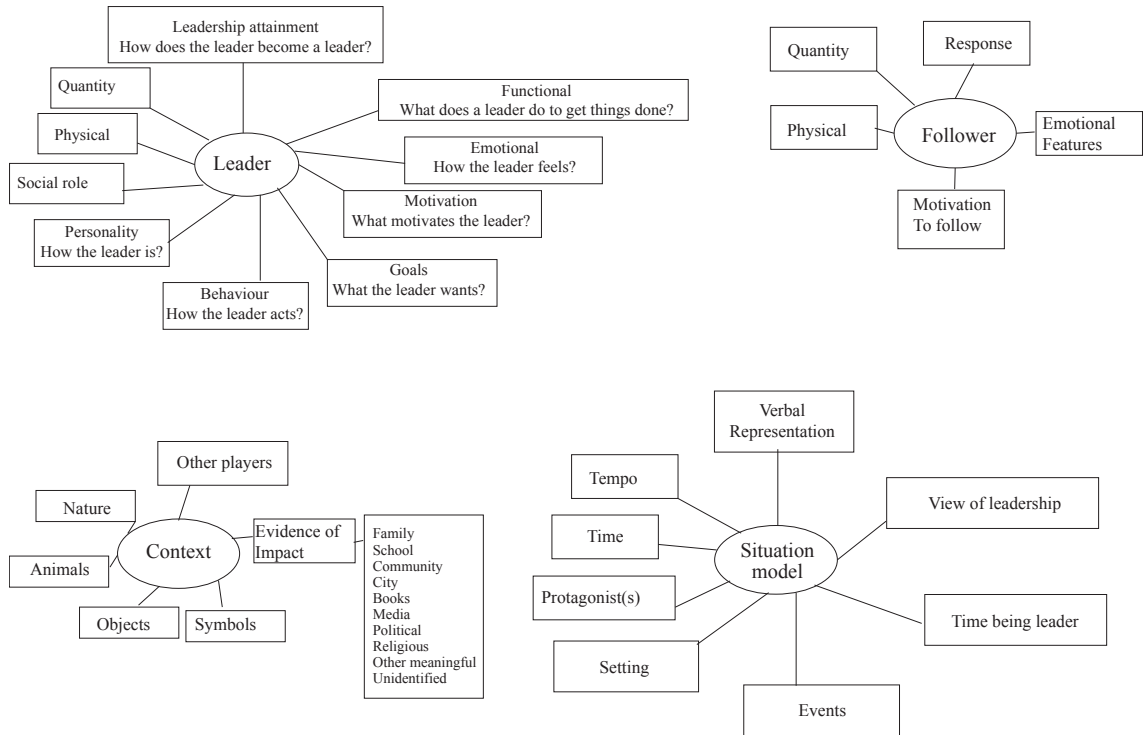 Leadership attainment
How does the leader become a leader?
Quantity
Physical
Social role
Personality
How the leader is?
Behaviour
How the leader acts?
Goals
What the leader wants?
Motivation
What motivates the leader?
Emotional
How the leader feels?
Functional
What does a leader do to get things done?
Leader
Quantity
Response
Physical
Follower
Emotional
Features
Motivation
To follow
Other players
Nature
Animals
Context
Objects
Symbols
Evidence of
Impact
Family
School
Community
City
Books
Media
Political
Religious
Other meaningful
Unidentified
Verbal
Representation
Tempo
Time
Protagonist(s)
Setting
Situation
model
View of leadership
Time being leader
Events